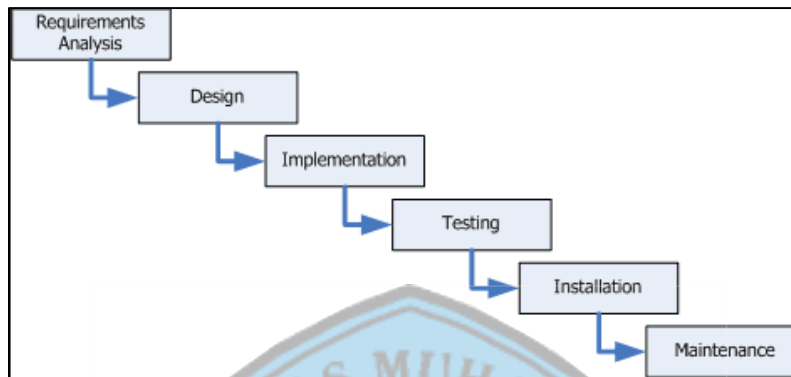 Requirements
Analysis
Design
Implementation
Testing
Installation
Maintenance